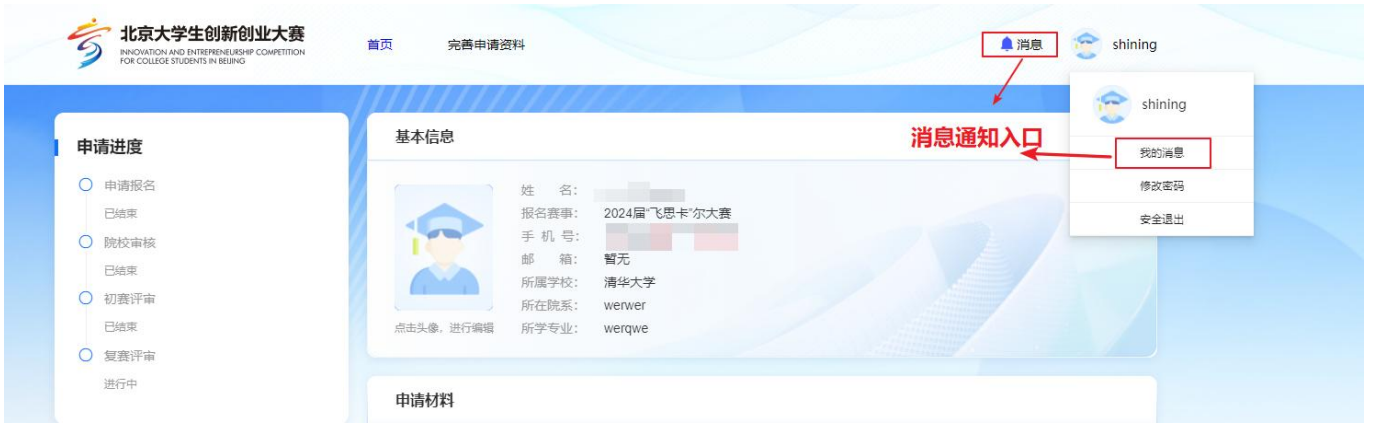 北京大学生创新创业大赛
INNOVATION AND ENTREPRENEURSHIP COMPETITION
FOR COLLEGE STUDENTS IN BEIJING
首页
完善申请资料
消息
shining
shining
我的消息
修改密码
安全退出
消息通知入口
申请进度
申请报名
已结束
院校审核
已结束
初赛评审
已结束
复赛评审
进行中
基本信息
点击头像，进行编辑
姓 名：
报名赛事： 2024届“飞思卡”尔大赛
手 机 号：
邮 箱： 暂无
所属学校： 清华大学
所在院系： werwer
所学专业： werqwe
申请材料